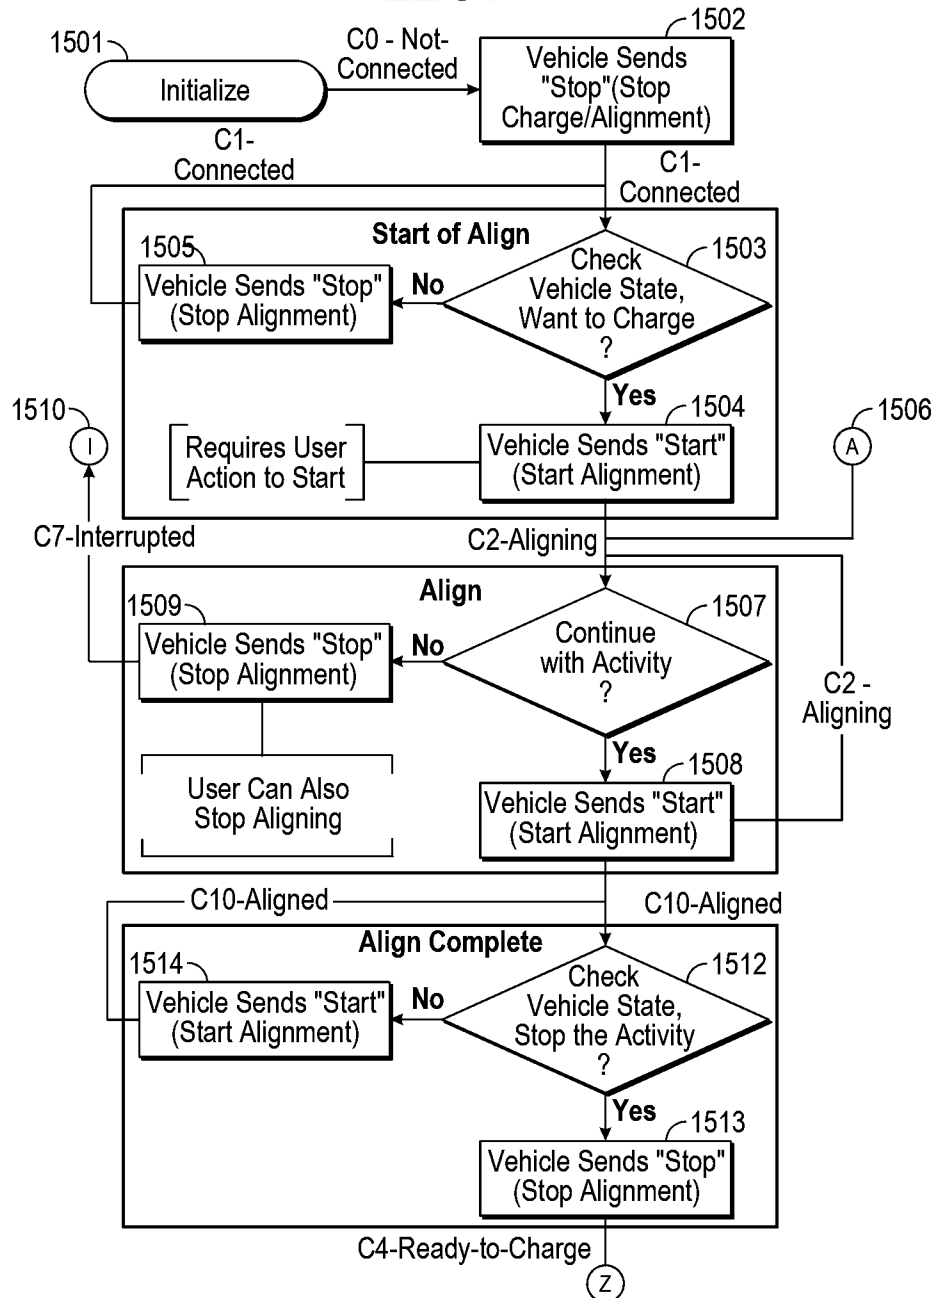 1501
Initialize
C0 - Not-
Connected
1502
Vehicle Sends
"Stop"(Stop
Charge/Alignment)
C1-
Connected
C1-
Connected
Start of Align
1503
Check
Vehicle State,
Want to Charge
?
1505
Vehicle Sends "Stop"
(Stop Alignment)
No
Yes
1504
Vehicle Sends "Start"
(Start Alignment)
Requires User
Action to Start
1510
I
1506
A
C7-Interrupted
C2-Aligning
Align
1507
Continue
with Activity
?
1509
Vehicle Sends "Stop"
(Stop Alignment)
No
C2 -
Aligning
Yes
1508
Vehicle Sends "Start"
(Start Alignment)
User Can Also
Stop Aligning
C10-Aligned
C10-Aligned
Align Complete
1512
Check
Vehicle State,
Stop the Activity
?
1514
Vehicle Sends "Start"
(Start Alignment)
No
Yes
1513
Vehicle Sends "Stop"
(Stop Alignment)
C4-Ready-to-Charge
Z